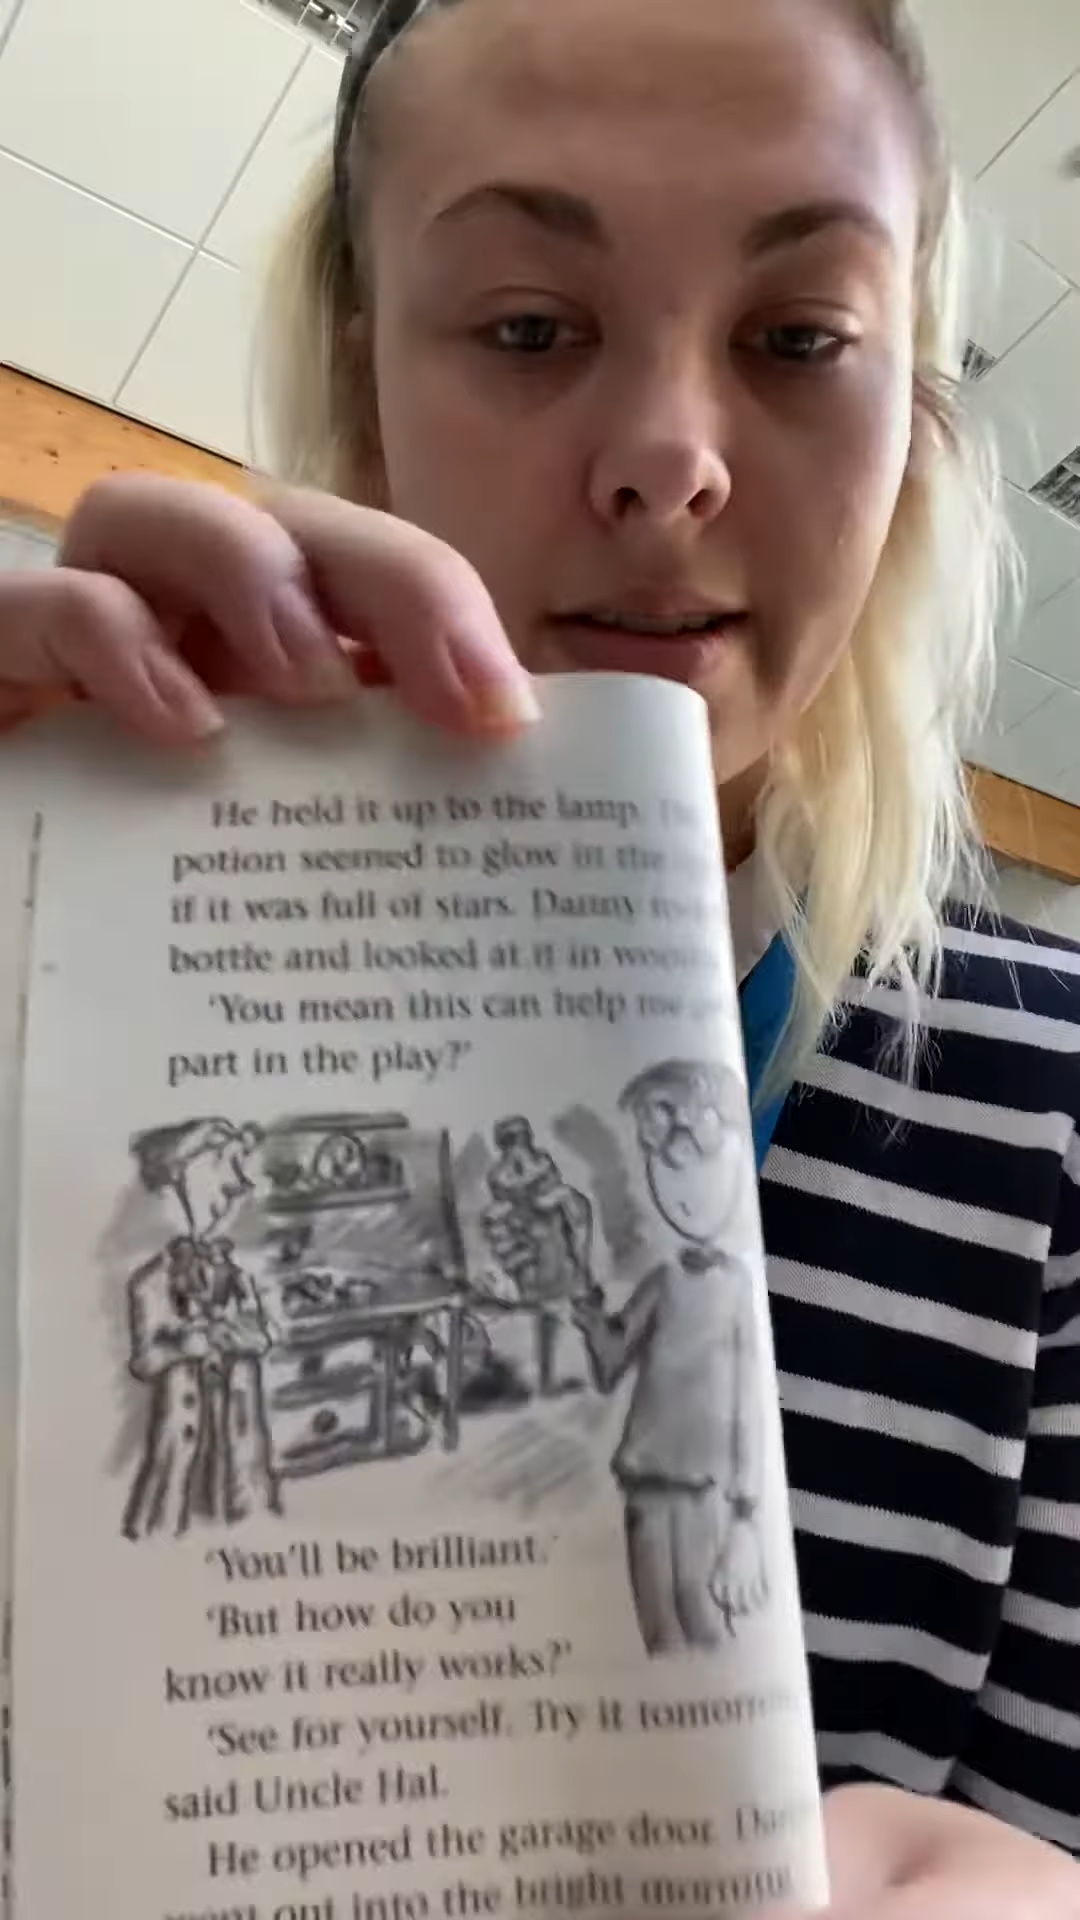 He held it up to the lamp.
potion seemed to glow in the
if it was full of stars. Danny
bottle and looked at it in
'You mean this can help me
part in the play?'
'You'll be brilliant.'
'But how do you
know it really works?'
'See for yourself. Try it
said Uncle Hal.
He opened the garage door.
went out into the bright morning